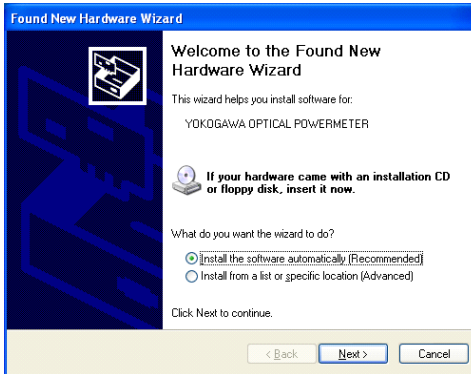 Found New Hardware Wizard
Welcome to the Found New
Hardware Wizard
This wizard helps you install software for:
YOKOGAWA OPTICAL POWERMETER
If your hardware came with an installation CD
or floppy disk, insert it now.
What do you want the wizard to do?
Install the software automatically (Recommended)
Install from a list or specific location (Advanced)
Click Next to continue.
< Back
Next >
Cancel